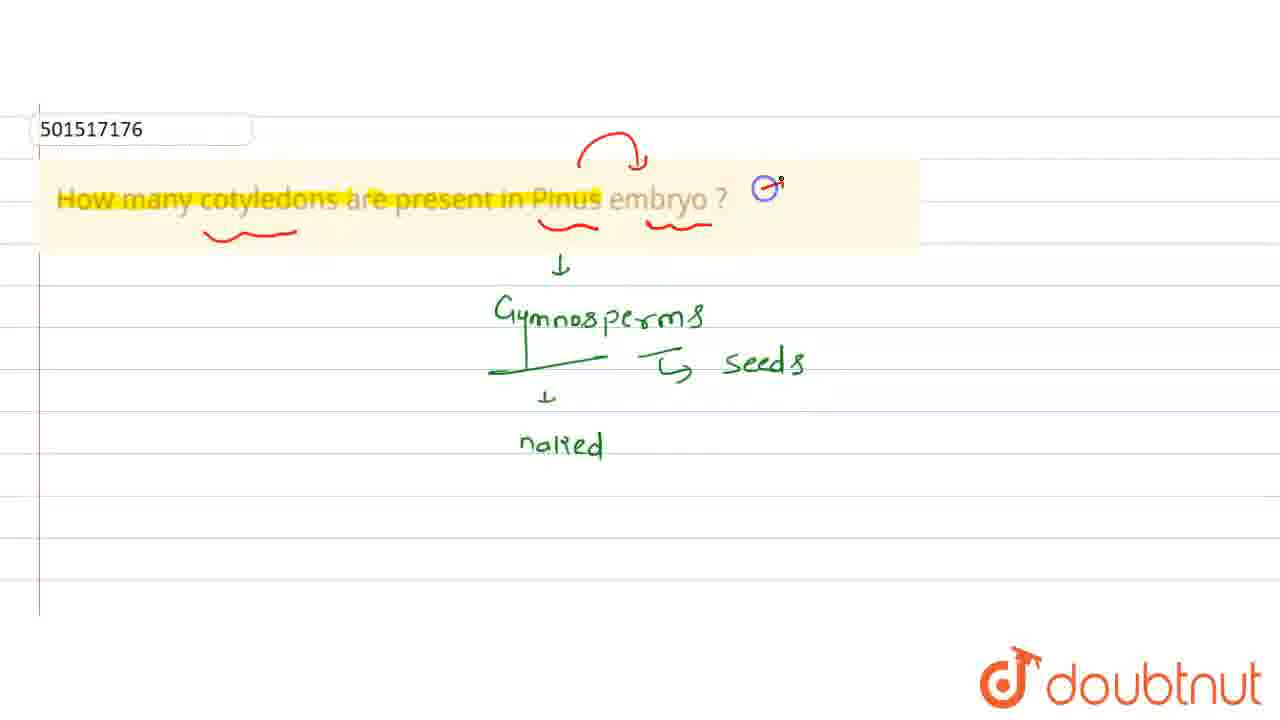 501517176
How many cotyledons are present in Pinus embryo ?
Gymnosperms
seeds
naked
doubtnut